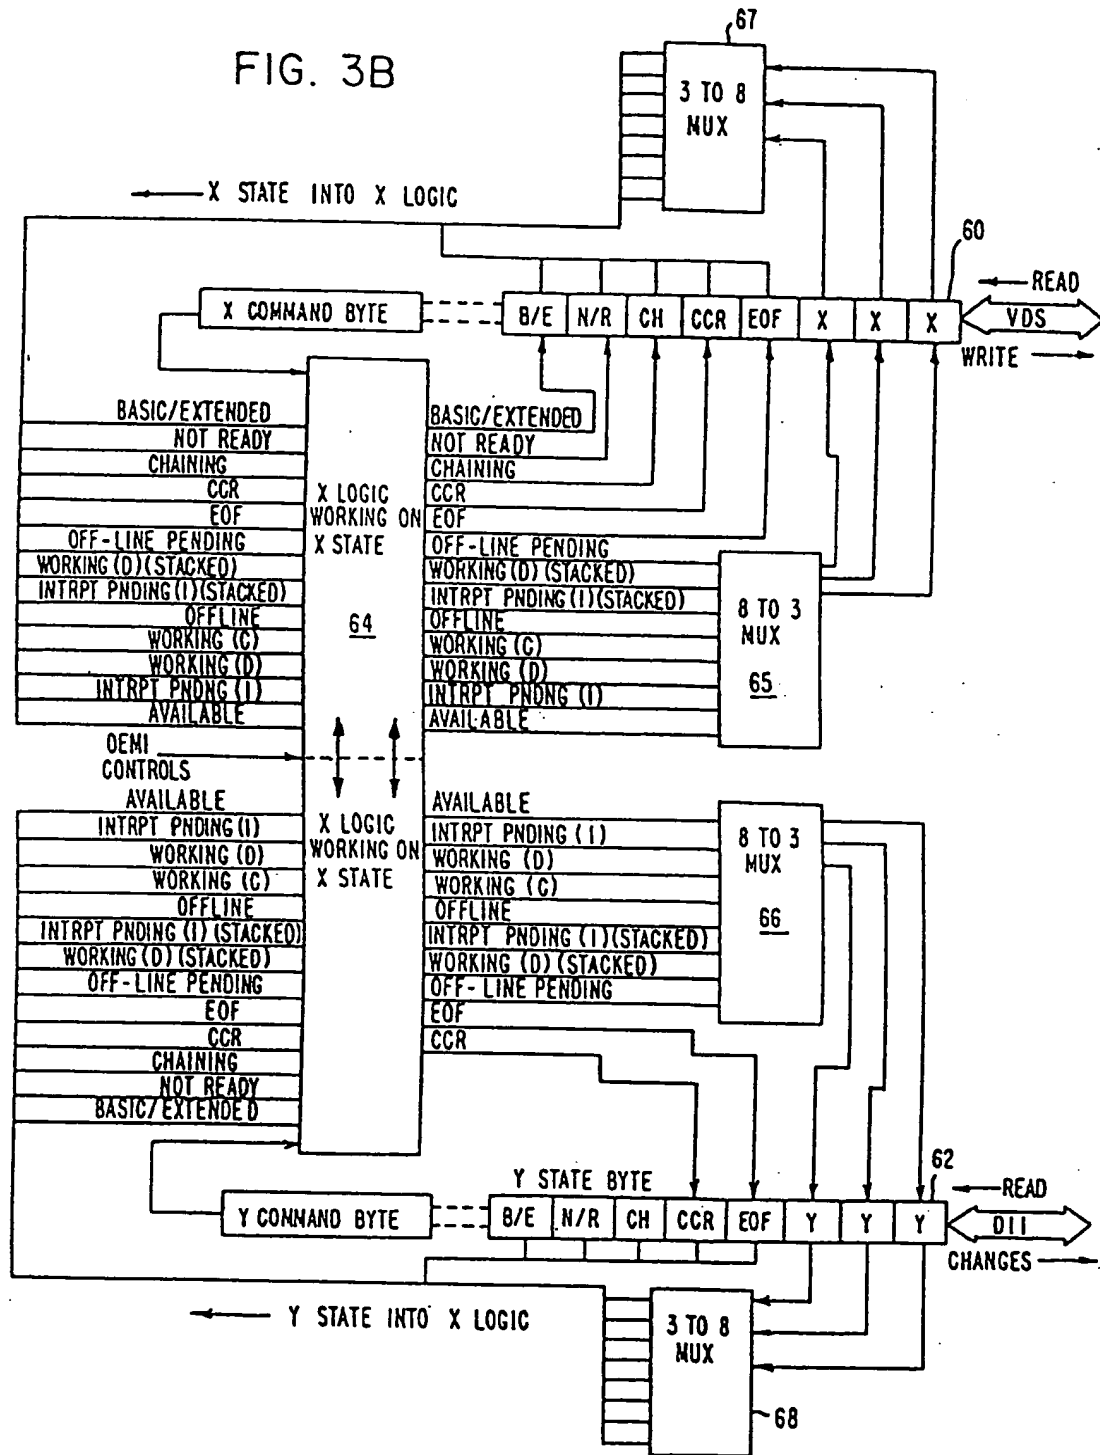 FIG. 3B
67
3 TO 8
MUX
X STATE INTO X LOGIC
60
READ
X COMMAND BYTE
B/E N/R CH CCR EOF X X X
VDS
WRITE
BASIC/EXTENDED
NOT READY
CHAINING
CCR
EOF
OFF-LINE PENDING
WORKING (D) (STACKED)
INTRPT PNDING (I) (STACKED)
OFFLINE
WORKING (C)
WORKING (D)
INTRPT PNDNG (I)
AVAILABLE
X LOGIC
WORKING ON
X STATE
64
BASIC/EXTENDED
NOT READY
CHAINING
CCR
EOF
OFF-LINE PENDING
WORKING (D) (STACKED)
INTRPT PNDING (I) (STACKED)
OFFLINE
WORKING (C)
WORKING (D)
INTRPT PNDNG (I)
AVAILABLE
8 TO 3
MUX
65
OEMI
CONTROLS
AVAILABLE
INTRPT PNDING (I)
WORKING (D)
WORKING (C)
OFFLINE
INTRPT PNDING (I) (STACKED)
WORKING (D) (STACKED)
OFF-LINE PENDING
EOF
CCR
CHAINING
NOT READY
BASIC/EXTENDED
X LOGIC
WORKING ON
X STATE
AVAILABLE
INTRPT PNDING (I)
WORKING (D)
WORKING (C)
OFFLINE
INTRPT PNDING (I) (STACKED)
WORKING (D) (STACKED)
OFF-LINE PENDING
EOF
CCR
8 TO 3
MUX
66
Y STATE BYTE
62
READ
Y COMMAND BYTE
B/E N/R CH CCR EOF Y Y Y
DII
CHANGES
Y STATE INTO X LOGIC
3 TO 8
MUX
68